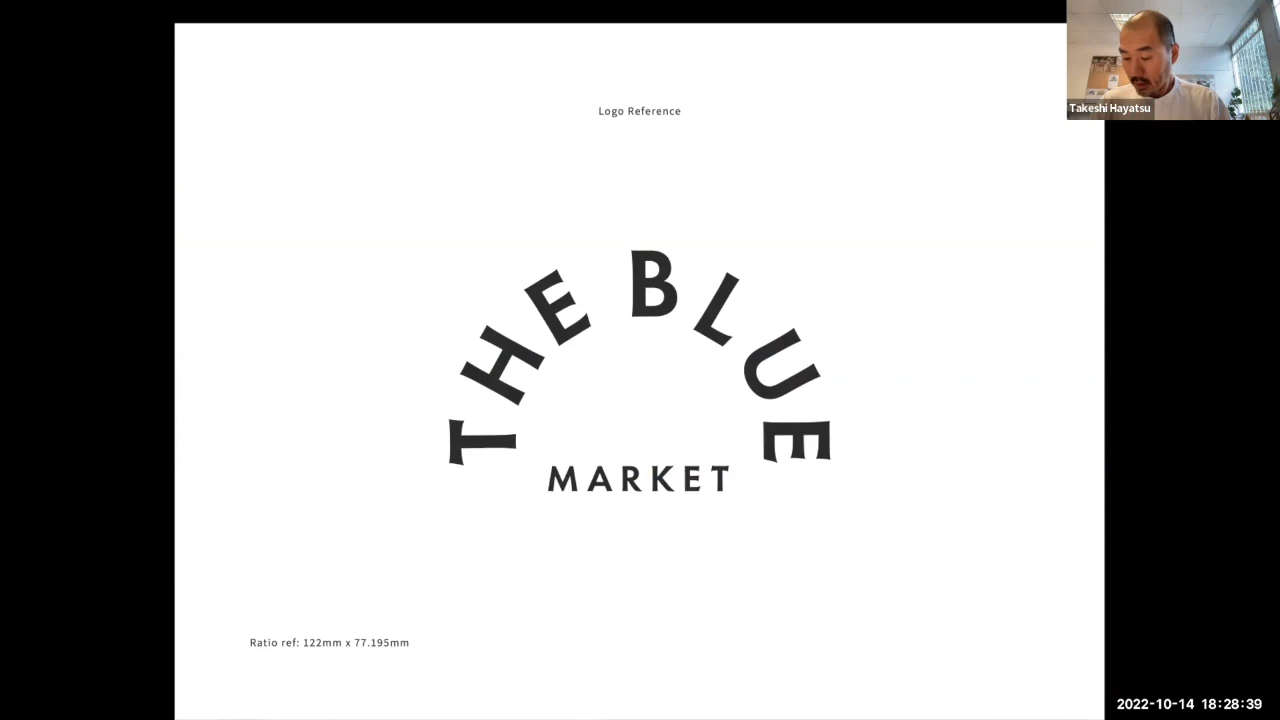 Logo Reference
THE BLUE
MARKET
Ratio ref: 122mm x 77.195mm
Takeshi Hayatsu
2022-10-14 18:28:39